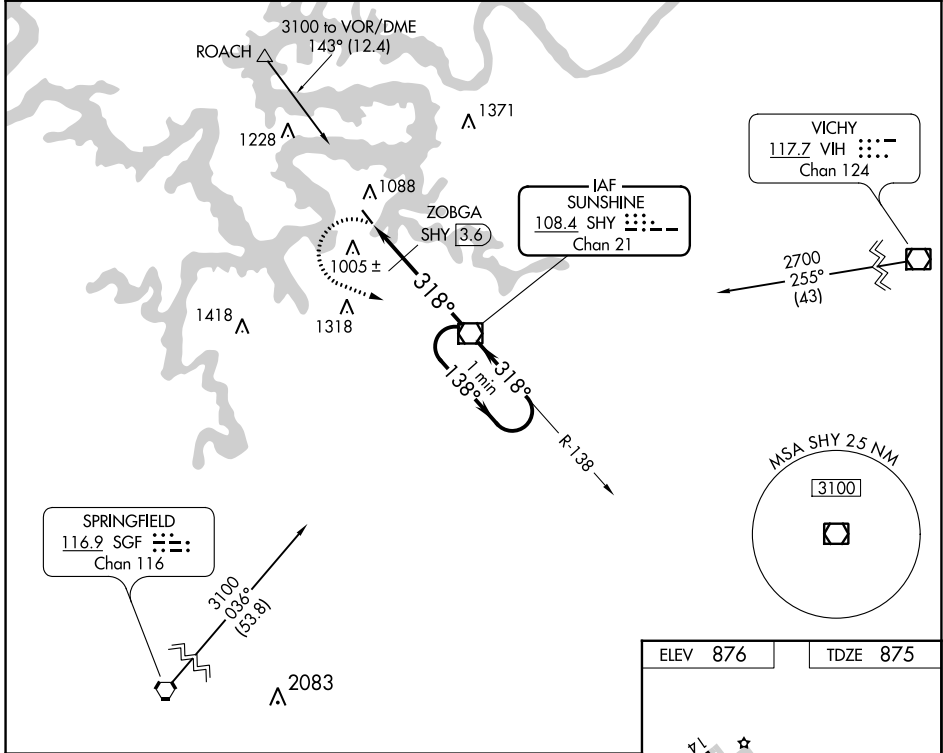 3100 to VOR/DME
143° (12.4)
ROACH
1371
1228
VICHY
117.7 VIH
Chan 124
1088
IAF
SUNSHINE
108.4 SHY
Chan 21
ZOBGA
SHY 3.6
1005 ±
2700
255°
(43)
318°
1418
1318
318°
1 min
138°
R-138
MSA SHY 25 NM
3100
SPRINGFIELD
116.9 SGF
Chan 116
3100
036°
(53.8)
2083
ELEV 876
TDZE 875
14